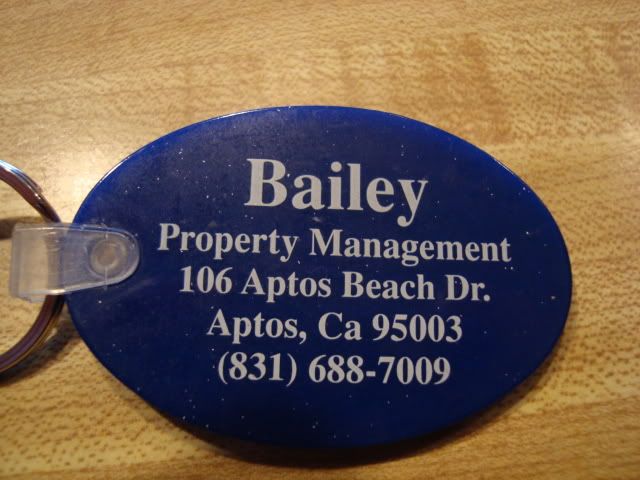 Bailey
Property Management
106 Aptos Beach Dr.
Aptos, Ca 95003
(831) 688-7009